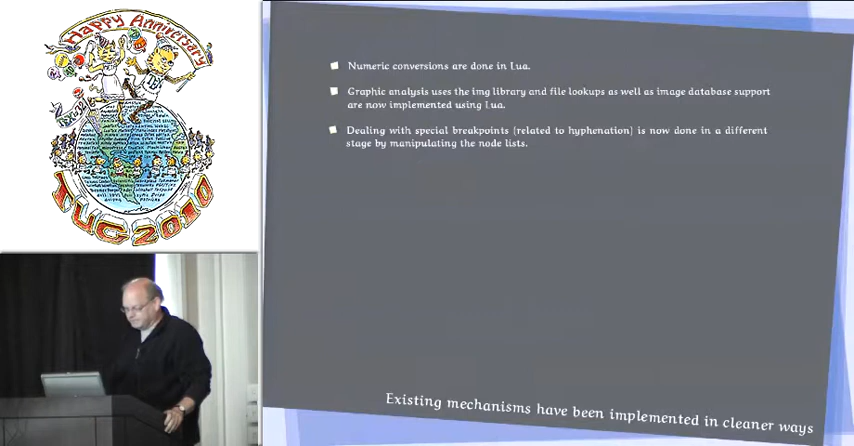 Happy Anniversary
TUG 2010
Numeric conversions are done in Lua.
Graphic analysis uses the img library and file lookups as well as image database support
are now implemented using Lua.
Dealing with special breakpoints (related to hyphenation) is now done in a different
stage by manipulating the node lists.
Existing mechanisms have been implemented in cleaner ways